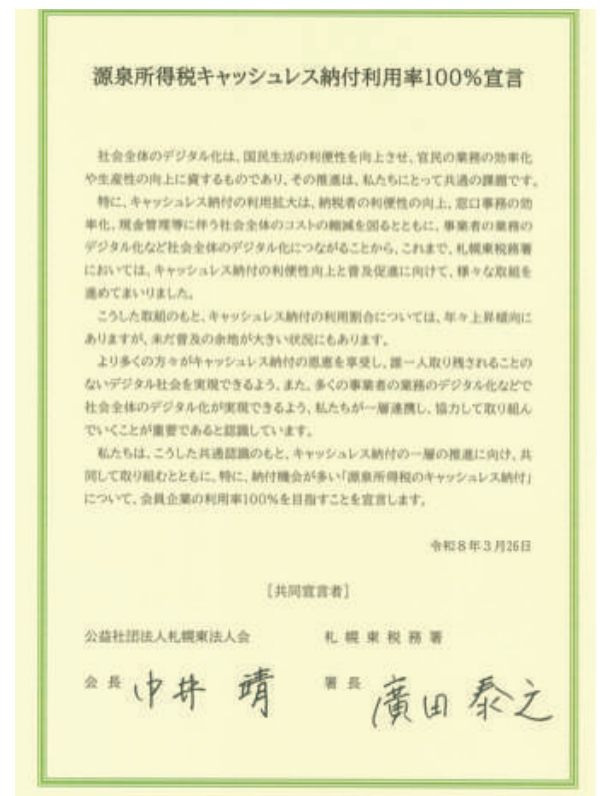 源泉所得税キャッシュレス納付利用率100%宣言
社会全体のデジタル化は、国民生活の利便性を向上させ、官民の業務の効率化
や生産性の向上に資するものであり、その推進は、私たちにとって共通の課題です。
特に、キャッシュレス納付の利用拡大は、納税者の利便性の向上、窓口事務の効
率化、現金管理等に伴う社会全体のコストの縮減を図るとともに、事業者の業務の
デジタル化など社会全体のデジタル化につながることから、これまで、札幌東税務署
においては、キャッシュレス納付の利便性向上と普及促進に向けて、様々な取組を
進めてまいりました。
こうした取組のもと、キャッシュレス納付の利用割合については、年々上昇傾向に
ありますが、未だ普及の余地が大きい状況にもあります。
より多くの方々がキャッシュレス納付の恩恵を享受し、誰一人取り残されることの
ないデジタル社会を実現できるよう、また、多くの事業者の業務のデジタル化などで
社会全体のデジタル化が実現できるよう、私たちが一層連携し、協力して取り組ん
でいくことが重要であると認識しています。
私たちは、こうした共通認識のもと、キャッシュレス納付の一層の推進に向け、共
同して取り組むとともに、特に、納付機会が多い「源泉所得税のキャッシュレス納付」
について、会員企業の利用率100%を目指すことを宣言します。
令和8年3月26日
[共同宣言者]
公益社団法人札幌東法人会 札幌東税務署
会長 中井 靖 署長 廣田 泰之